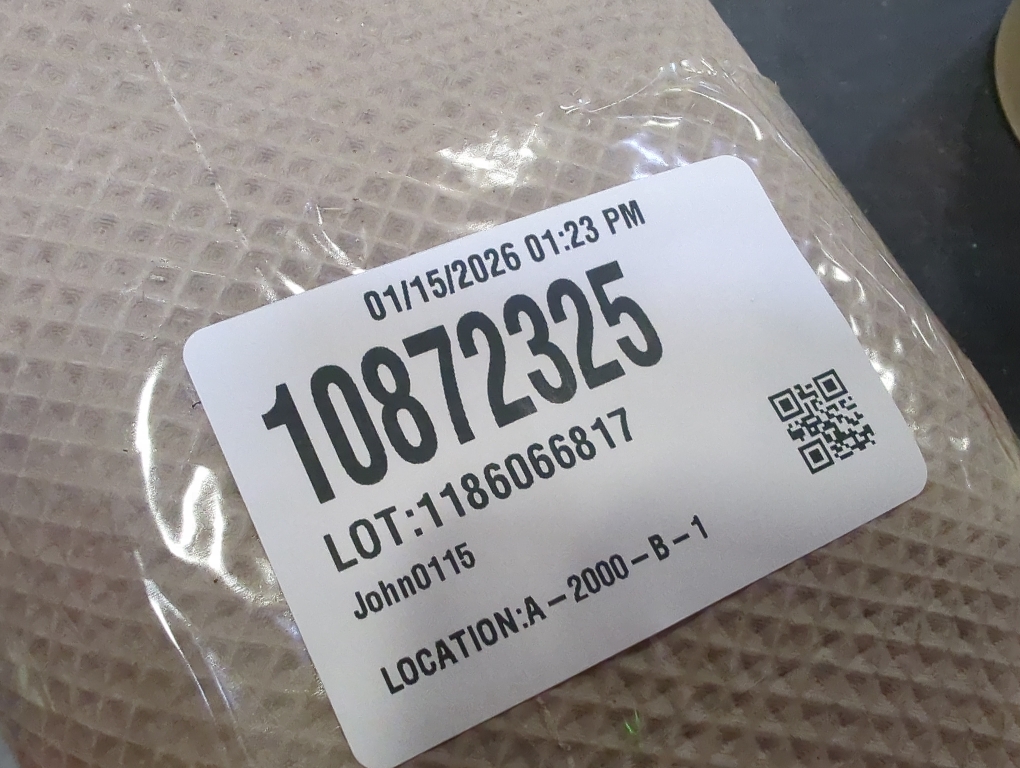 01/15/2026 01:23 PM
10872325
LOT:1186066817
John0115
LOCATION:A-2000-B-1